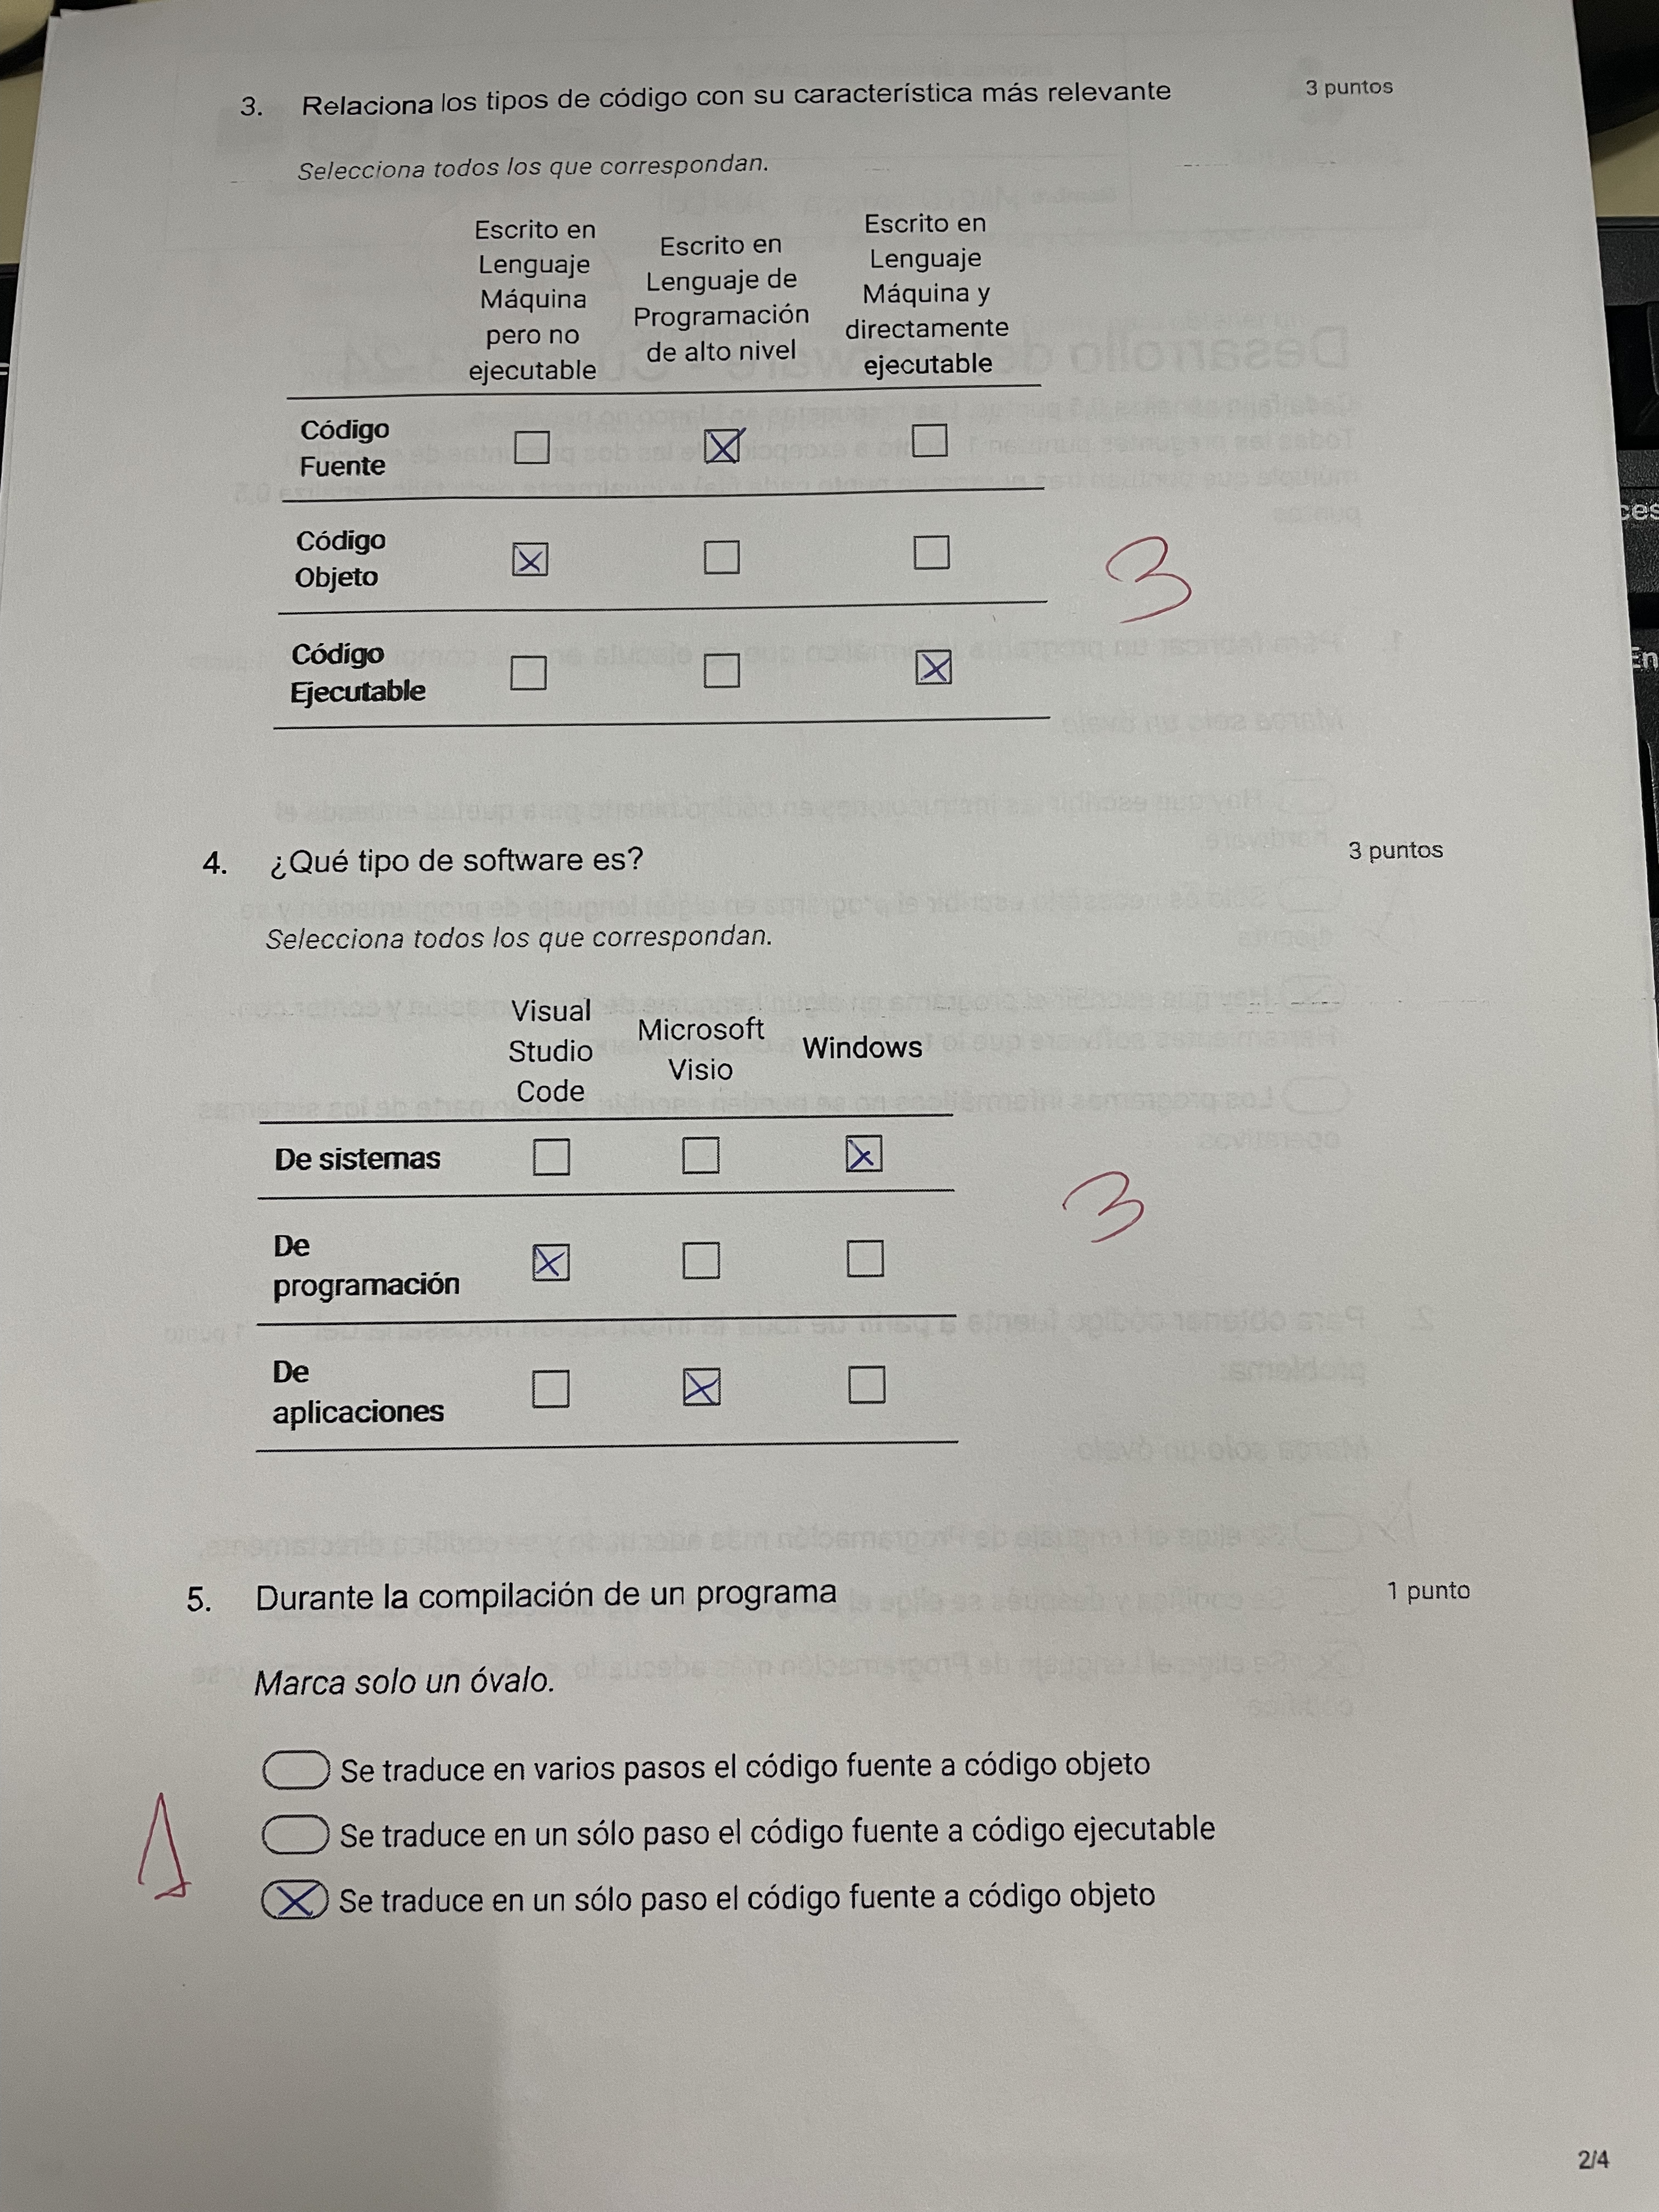 3. Relaciona los tipos de código con su característica más relevante 3 puntos
Selecciona todos los que correspondan.
Escrito en Lenguaje Máquina pero no ejecutable
Escrito en Lenguaje de Programación de alto nivel
Escrito en Lenguaje Máquina y directamente ejecutable
Código
Fuente
Código
Objeto
3
Código
Ejecutable
4. ¿Qué tipo de software es? 3 puntos
Selecciona todos los que correspondan.
Visual Studio Code
Microsoft Visio
Windows
De sistemas
3
De
programación
De
aplicaciones
5. Durante la compilación de un programa 1 punto
Marca solo un óvalo.
Se traduce en varios pasos el código fuente a código objeto
1
Se traduce en un sólo paso el código fuente a código ejecutable
Se traduce en un sólo paso el código fuente a código objeto
2/4